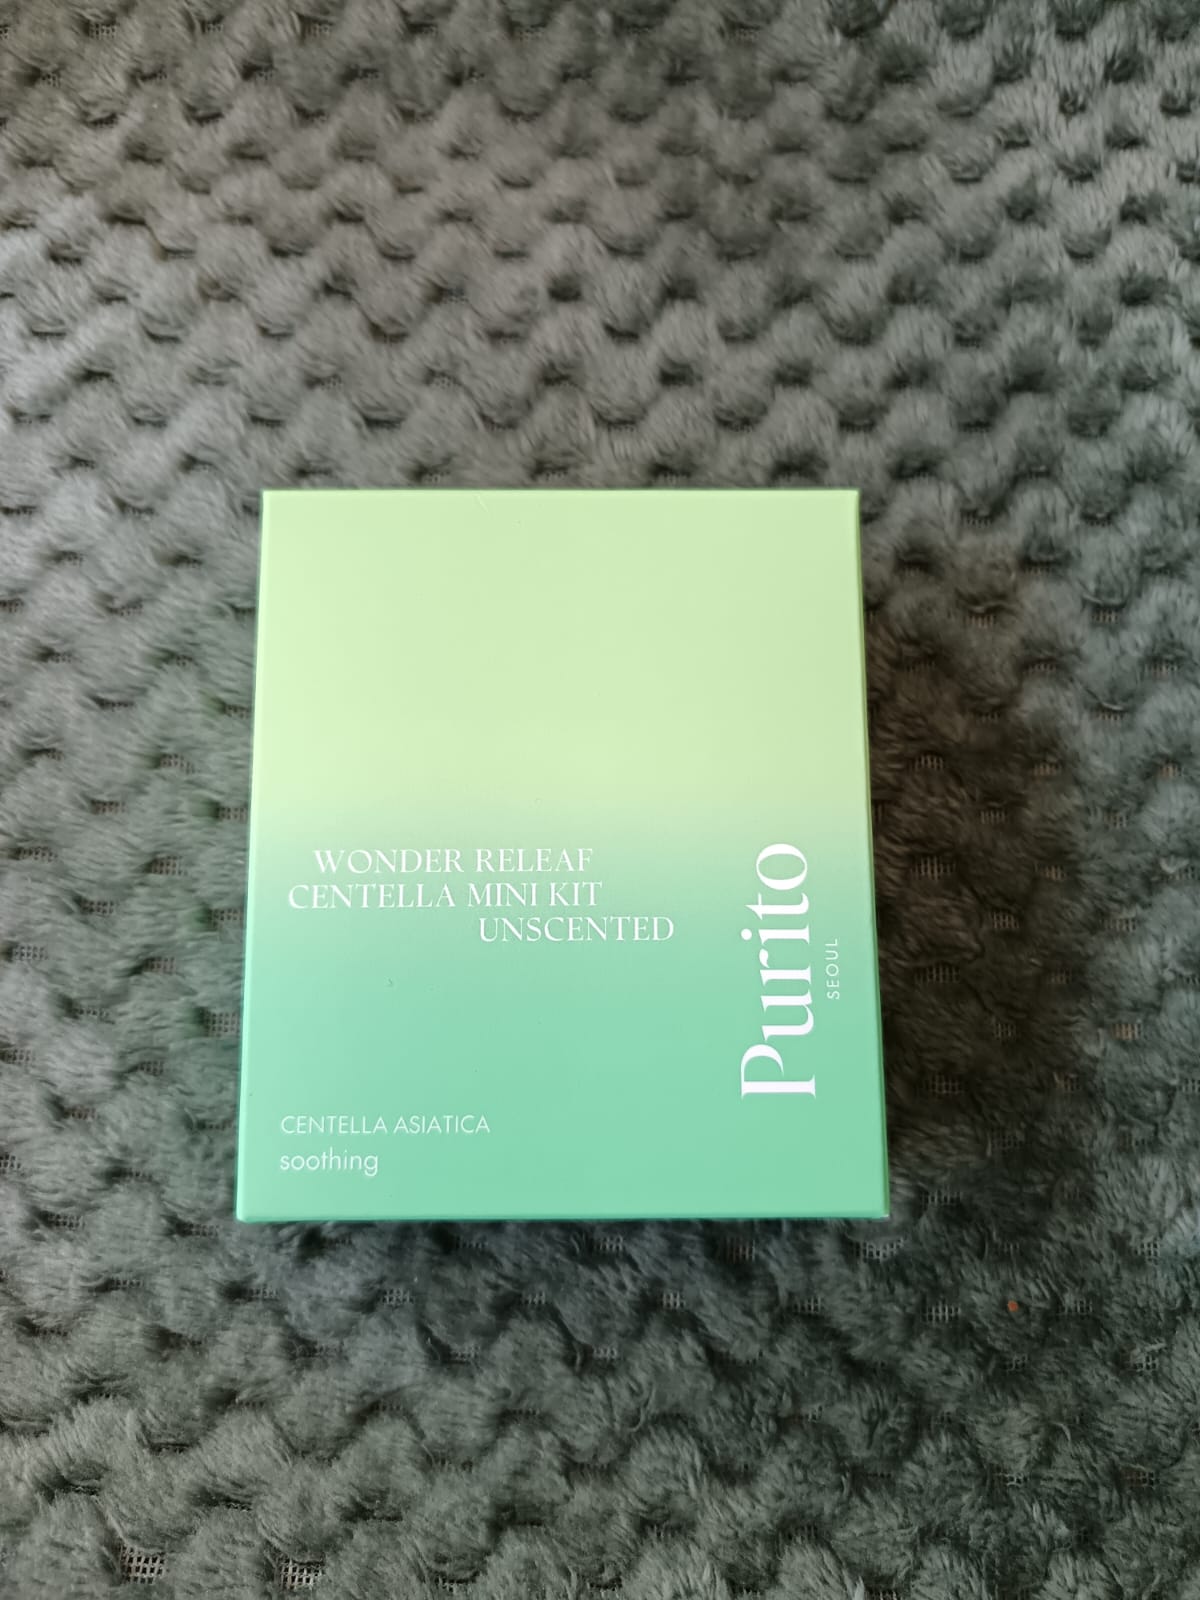 WONDER RELEAF
CENTELLA MINI KIT
UNSCENTED
Purito
SEOUL
CENTELLA ASIATICA
soothing